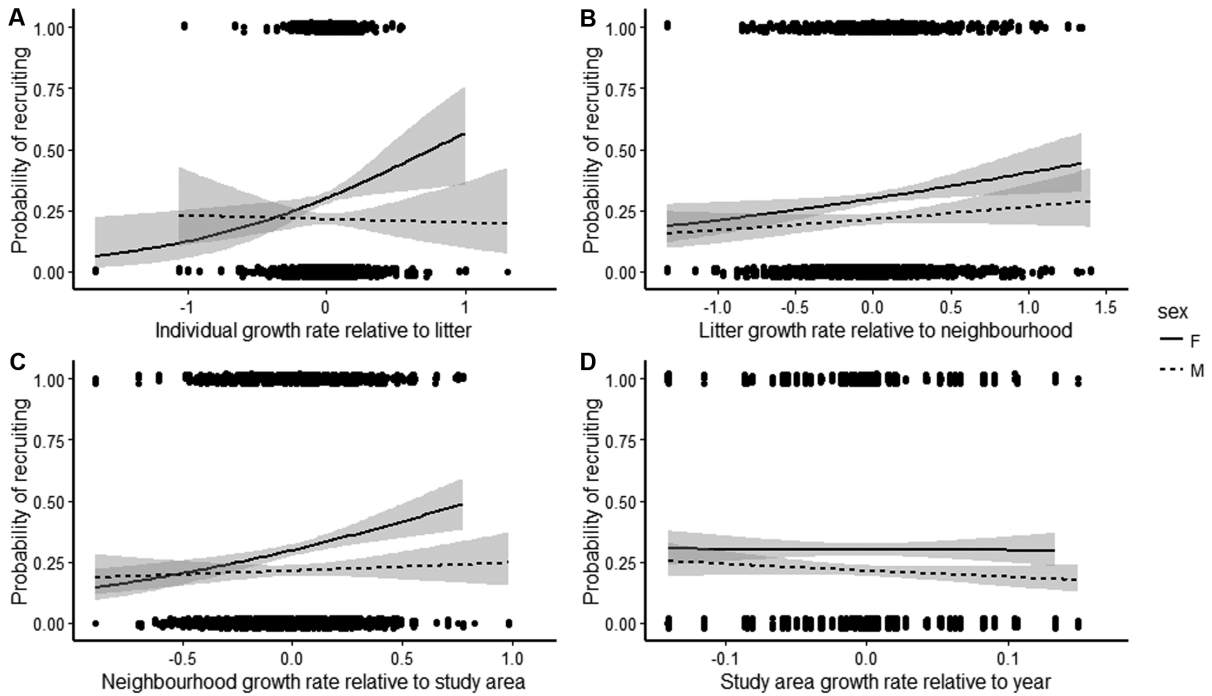 A
Probability of recruiting
1.00
0.75
0.50
0.25
0.00
-1
0
1
Individual growth rate relative to litter
B
Probability of recruiting
1.00
0.75
0.50
0.25
0.00
-1.0
-0.5
0.0
0.5
1.0
1.5
Litter growth rate relative to neighbourhood
sex
F
M
C
Probability of recruiting
1.00
0.75
0.50
0.25
0.00
-0.5
0.0
0.5
1.0
Neighbourhood growth rate relative to study area
D
Probability of recruiting
1.00
0.75
0.50
0.25
0.00
-0.1
0.0
0.1
Study area growth rate relative to year